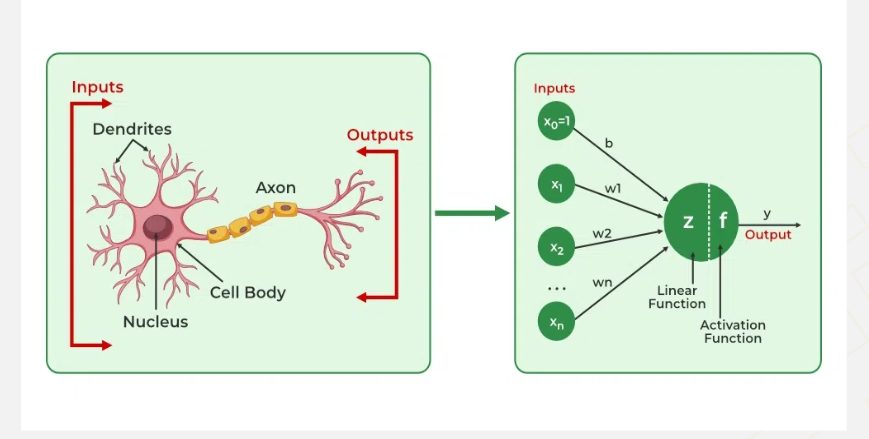 Inputs
Dendrites
Outputs
Axon
Cell Body
Nucleus
Inputs
x₀=1
b
x₁
w1
x₂
w2
...
wn
xₙ
z
f
y
Output
Linear
Function
Activation
Function